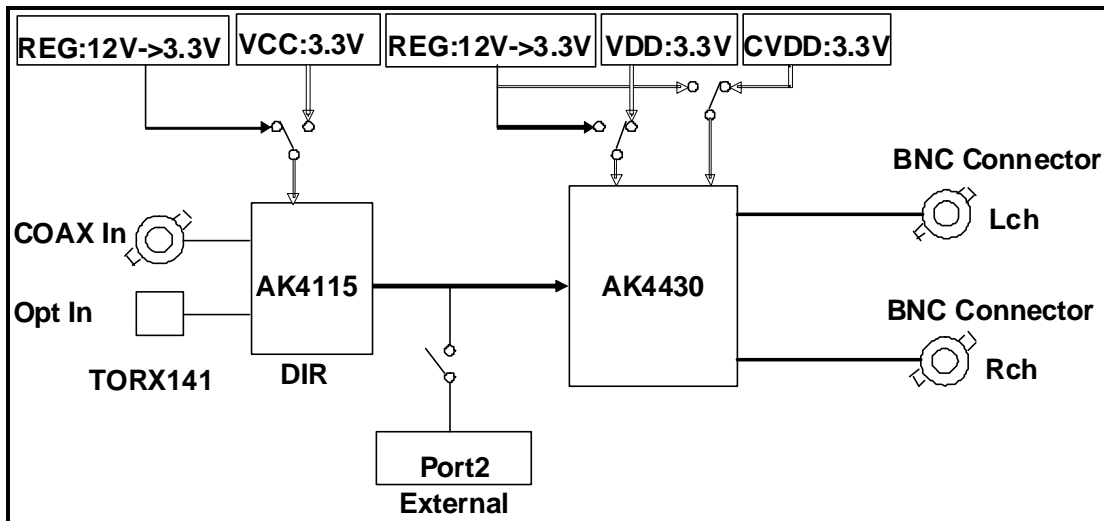 REG:12V->3.3V
VCC:3.3V
REG:12V->3.3V
VDD:3.3V
CVDD:3.3V
BNC Connector
Lch
COAX In
AK4115
AK4430
Opt In
BNC Connector
TORX141
DIR
Rch
Port2
External